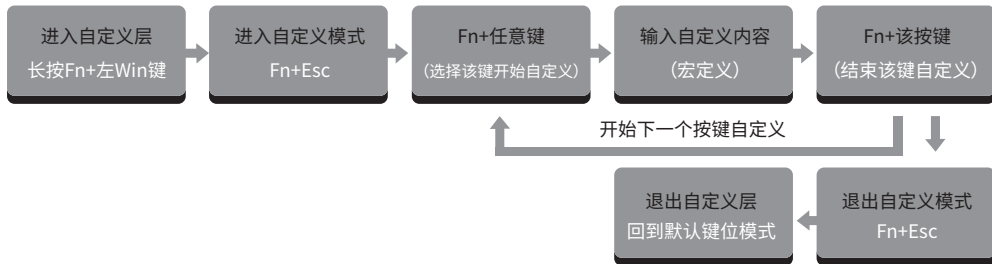 进入自定义层
长按Fn+左Win键
进入自定义模式
Fn+Esc
Fn+任意键
(选择该键开始自定义)
输入自定义内容
（宏定义）
Fn+该按键
(结束该键自定义)
开始下一个按键自定义
退出自定义层
回到默认键位模式
退出自定义模式
Fn+Esc